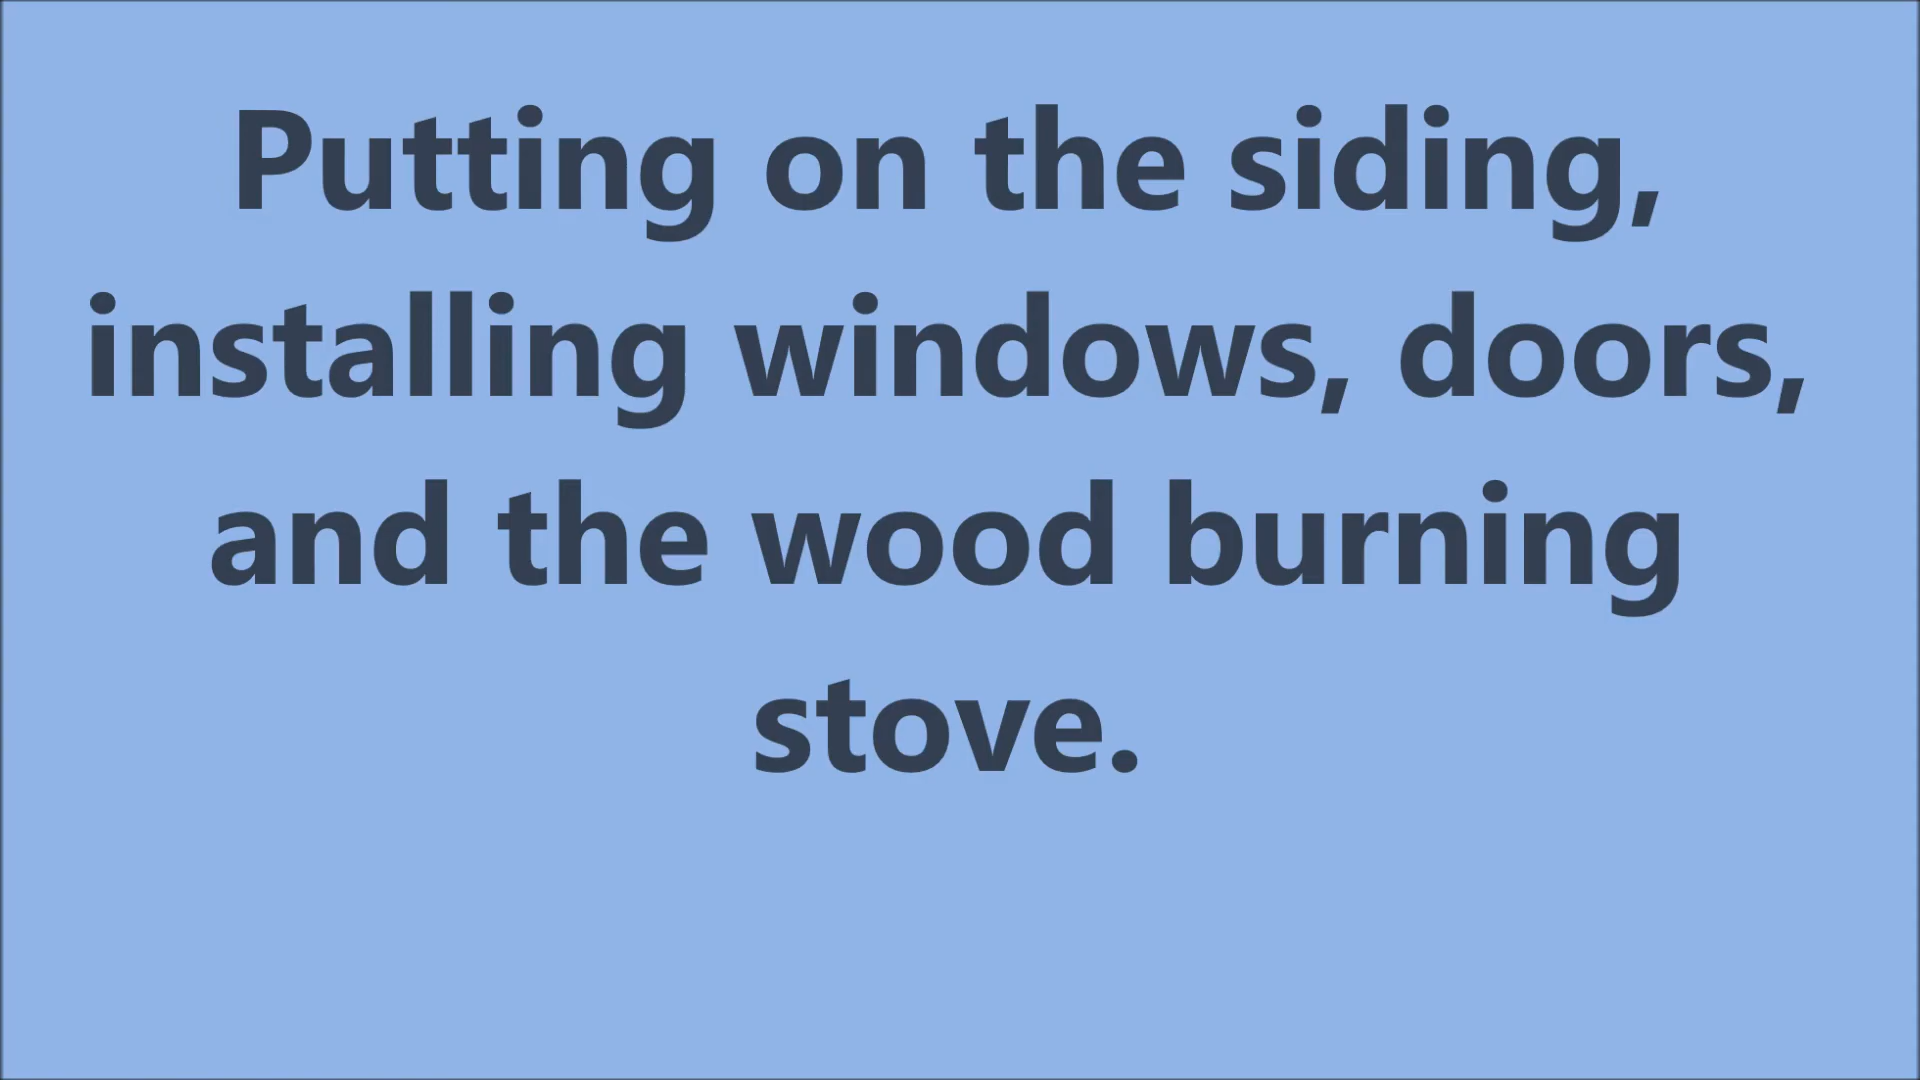 Putting on the siding,
installing windows, doors,
and the wood burning
stove.